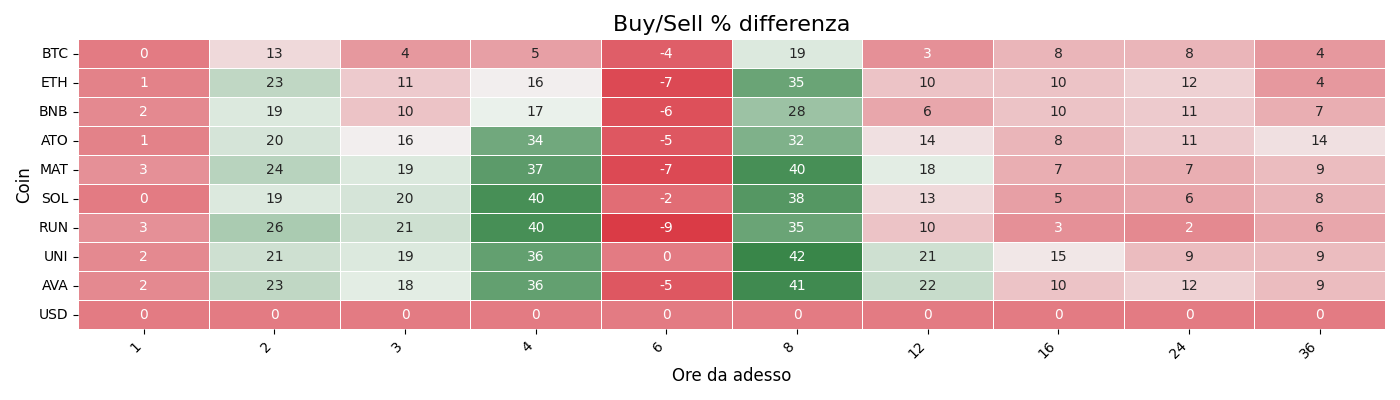 Buy/Sell % differenza
BTC 0 13 4 5 -4 19 3 8 8 4
ETH 1 23 11 16 -7 35 10 10 12 4
BNB 2 19 10 17 -6 28 6 10 11 7
ATO 1 20 16 34 -5 32 14 8 11 14
MAT 3 24 19 37 -7 40 18 7 7 9
SOL 0 19 20 40 -2 38 13 5 6 8
RUN 3 26 21 40 -9 35 10 3 2 6
UNI 2 21 19 36 0 42 21 15 9 9
AVA 2 23 18 36 -5 41 22 10 12 9
USD 0 0 0 0 0 0 0 0 0 0
Coin
1 2 3 4 6 8 12 16 24 36
Ore da adesso